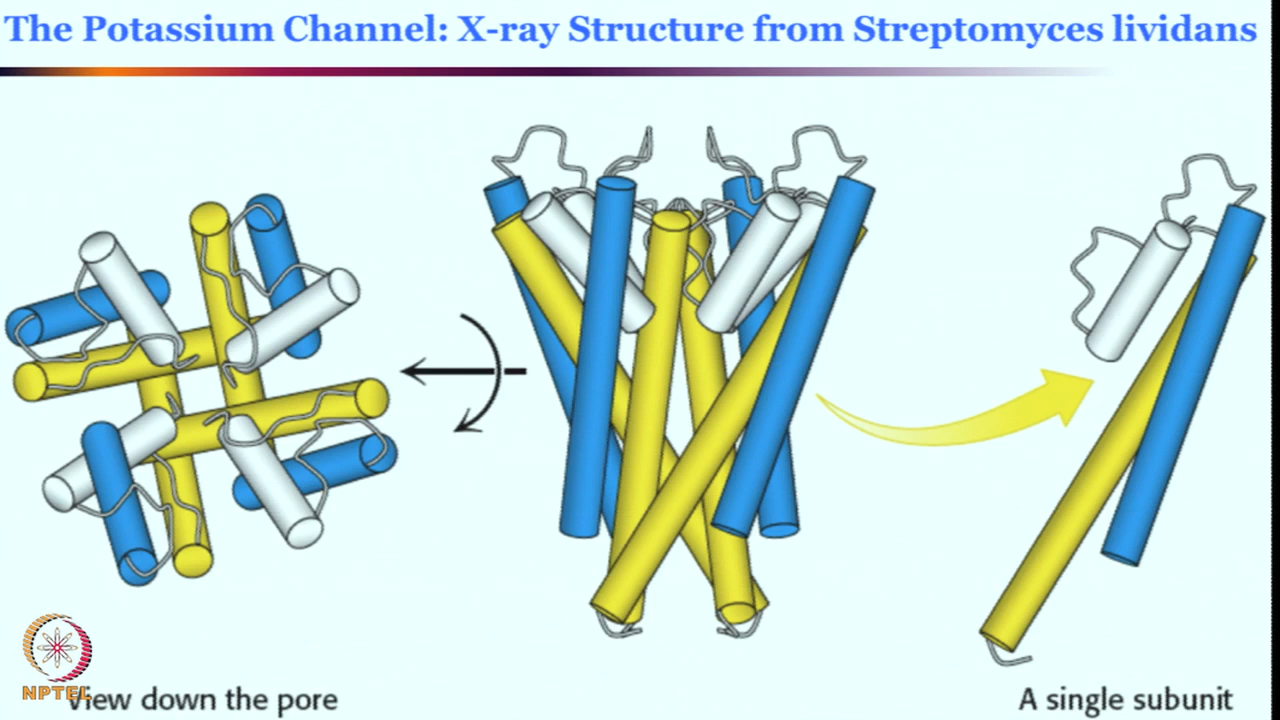 The Potassium Channel: X-ray Structure from Streptomyces lividans
NPTEL
View down the pore
A single subunit